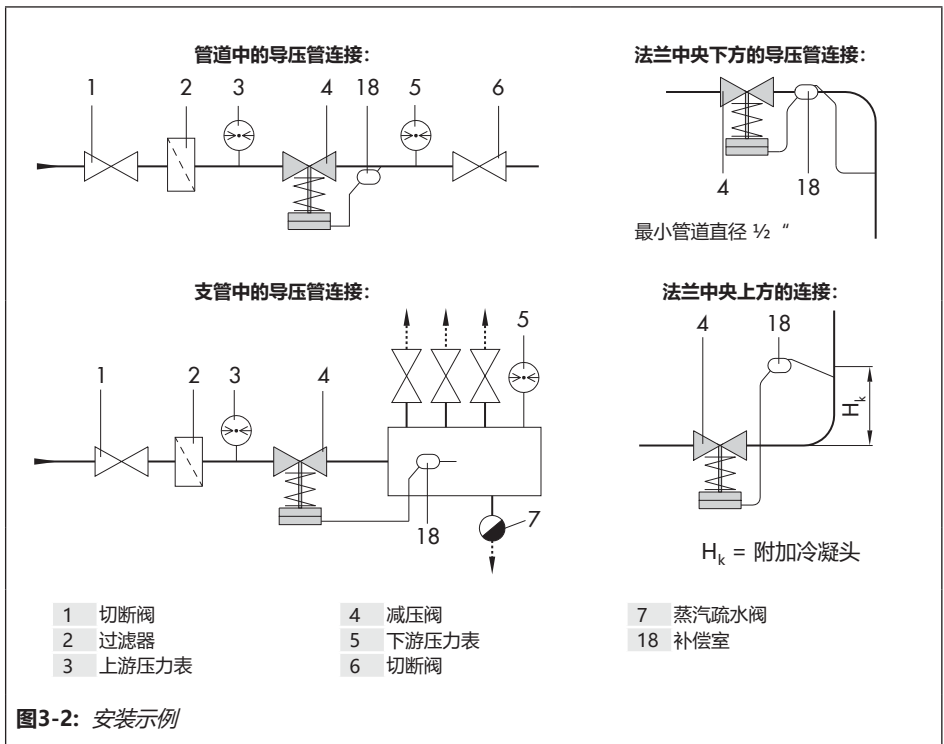 管道中的导压管连接：
1 2 3 4 18 5 6
法兰中央下方的导压管连接：
4 18
最小管道直径 ½ “
支管中的导压管连接：
1 2 3 4 5
18 7
法兰中央上方的连接：
4 18
Hk
Hk = 附加冷凝头
1 切断阀
2 过滤器
3 上游压力表
4 减压阀
5 下游压力表
6 切断阀
7 蒸汽疏水阀
18 补偿室
图3-2: 安装示例